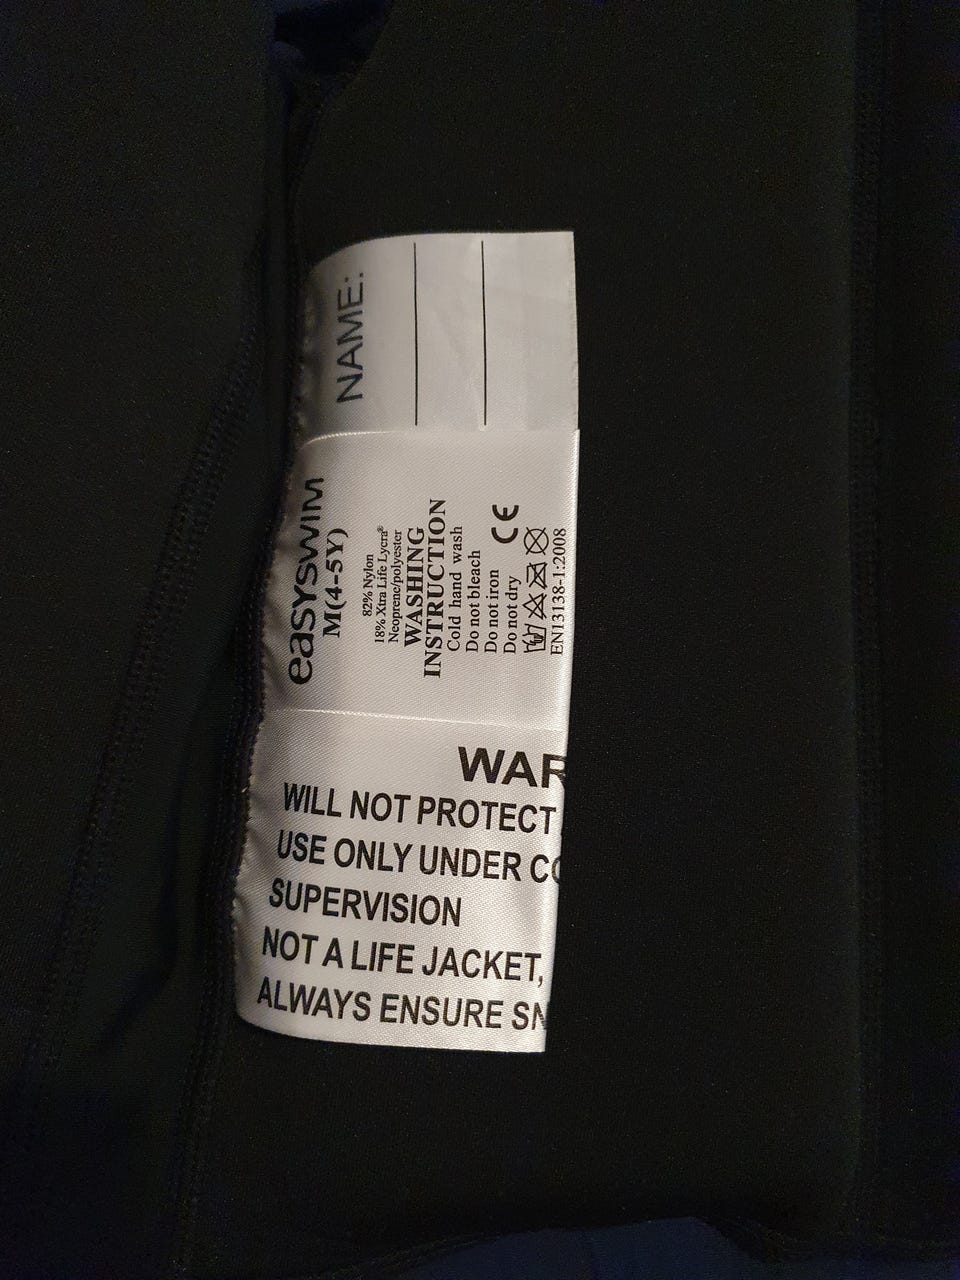 NAME:
easyswim
M(4-5Y)
82% Nylon
18% Xtra Life Lycra®
Neoprene/polyester
WASHING
INSTRUCTION
Cold hand wash
Do not bleach
Do not iron
Do not dry
CE
EN13138-1:2008
WAR
WILL NOT PROTECT
USE ONLY UNDER CO
SUPERVISION
NOT A LIFE JACKET,
ALWAYS ENSURE SN